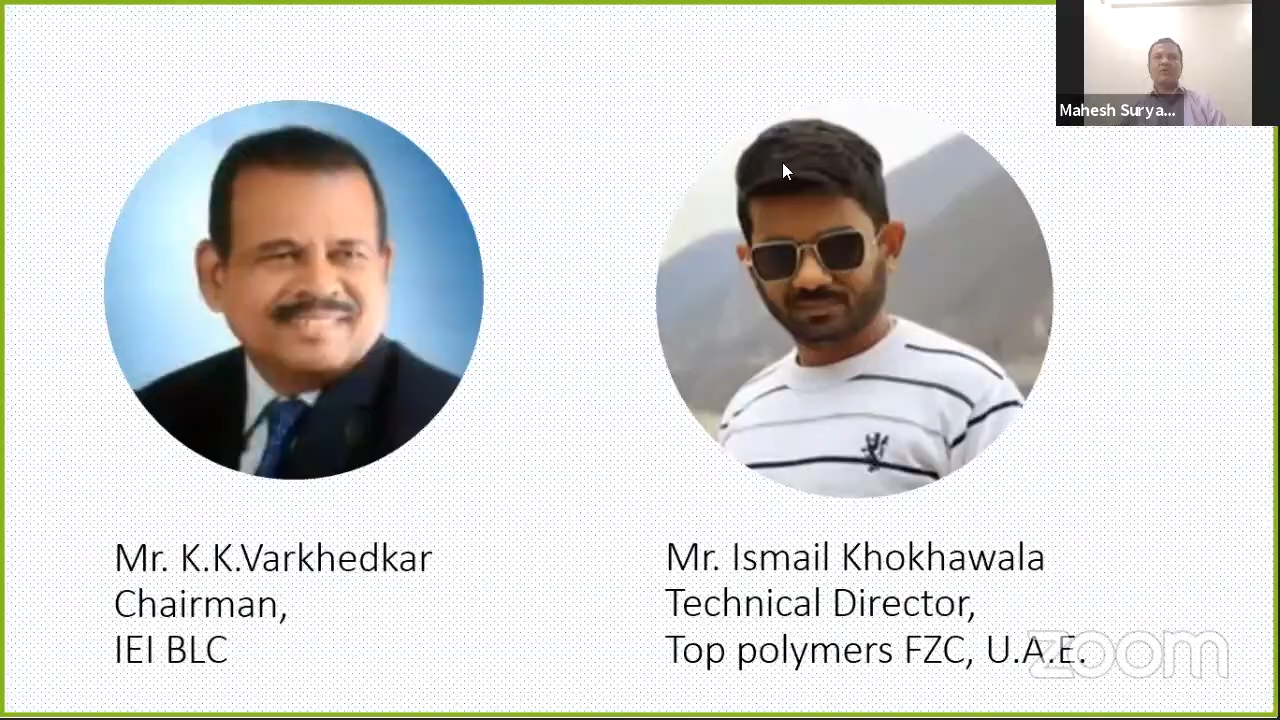 Mahesh Surya...
Mr. K.K.Varkhedkar
Chairman,
IEI BLC
Mr. Ismail Khokhawala
Technical Director,
Top polymers FZC, U.A.E.
zoom